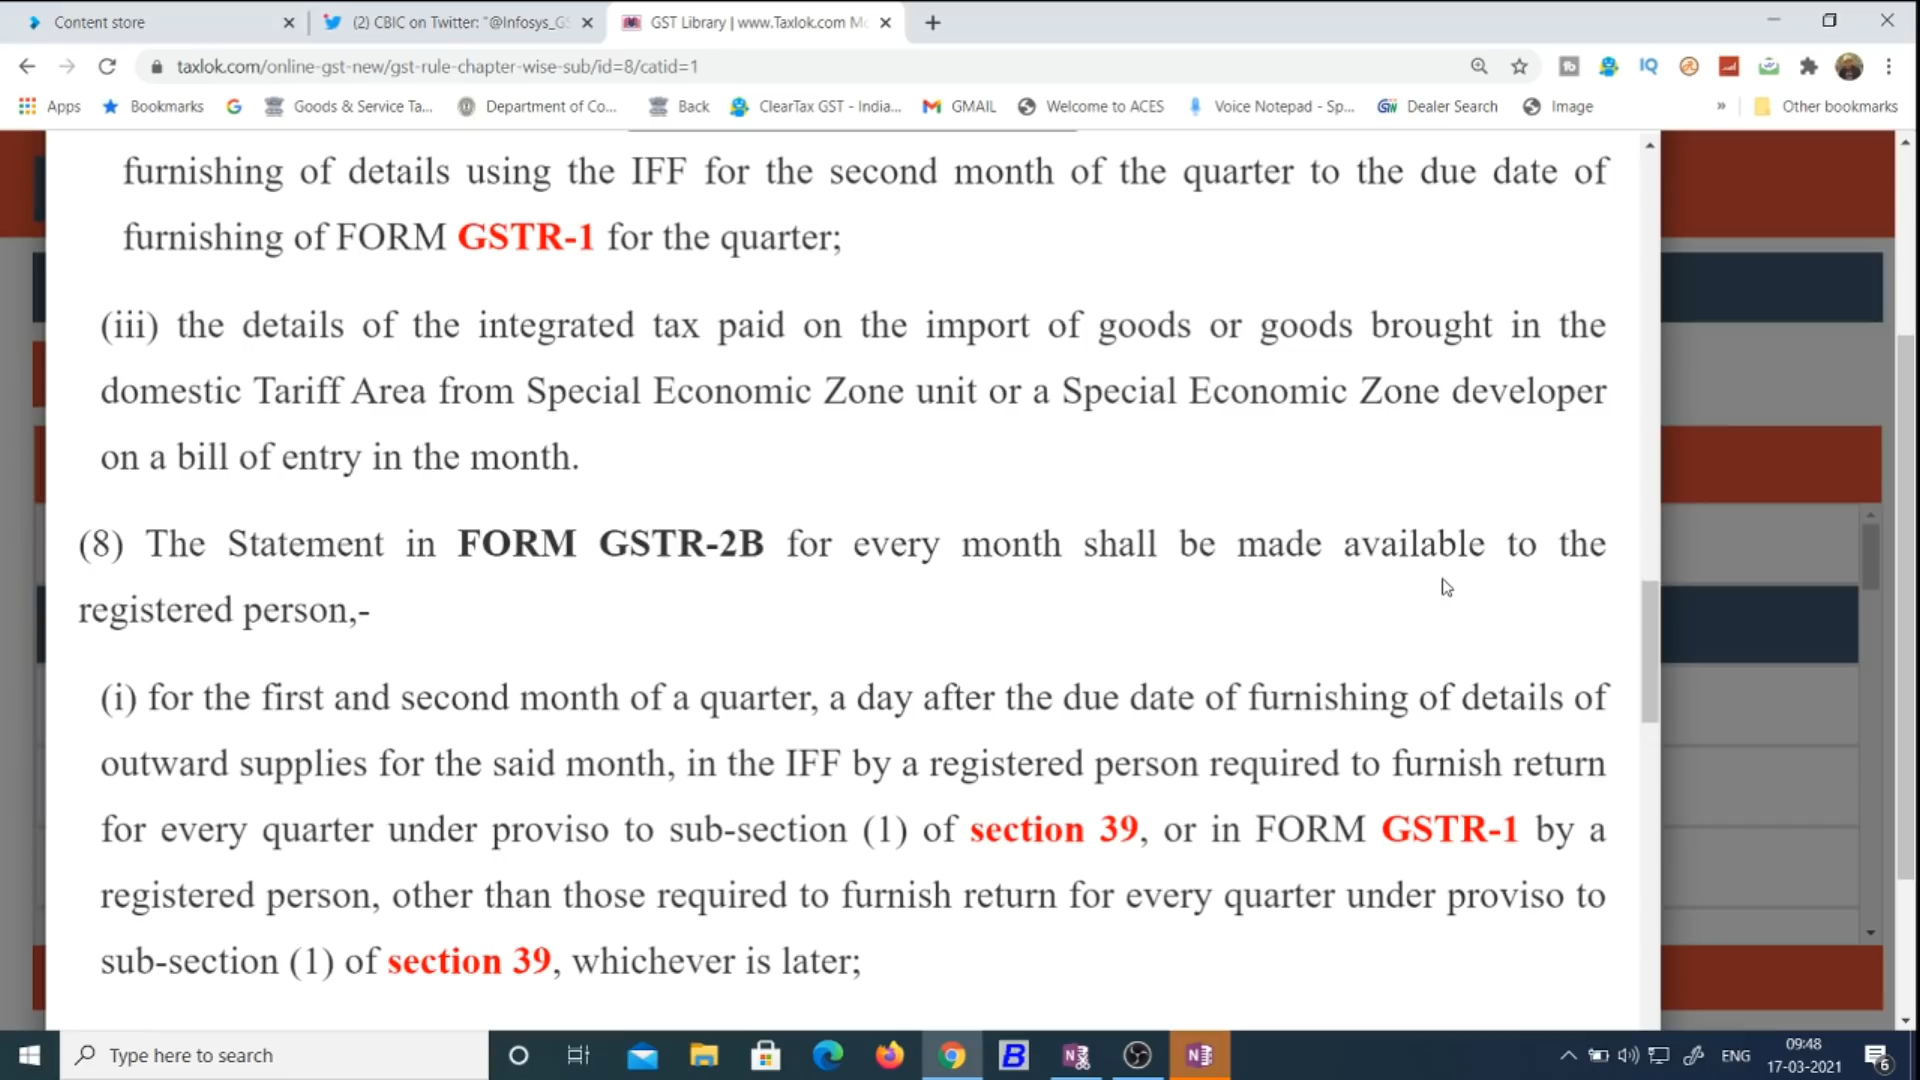 Content store
(2) CBIC on Twitter: "@Infosys_GS
GST Library | www.Taxlok.com Mo
taxlok.com/online-gst-new/gst-rule-chapter-wise-sub/id=8/catid=1
Apps
Bookmarks
Goods & Service Ta...
Department of Co...
Back
ClearTax GST - India...
GMAIL
Welcome to ACES
Voice Notepad - Sp...
Dealer Search
Image
»
Other bookmarks
furnishing of details using the IFF for the second month of the quarter to the due date of
furnishing of FORM GSTR-1 for the quarter;
(iii) the details of the integrated tax paid on the import of goods or goods brought in the
domestic Tariff Area from Special Economic Zone unit or a Special Economic Zone developer
on a bill of entry in the month.
(8) The Statement in FORM GSTR-2B for every month shall be made available to the
registered person,-
(i) for the first and second month of a quarter, a day after the due date of furnishing of details of
outward supplies for the said month, in the IFF by a registered person required to furnish return
for every quarter under proviso to sub-section (1) of section 39, or in FORM GSTR-1 by a
registered person, other than those required to furnish return for every quarter under proviso to
sub-section (1) of section 39, whichever is later;
Type here to search
ENG
09:48
17-03-2021
6